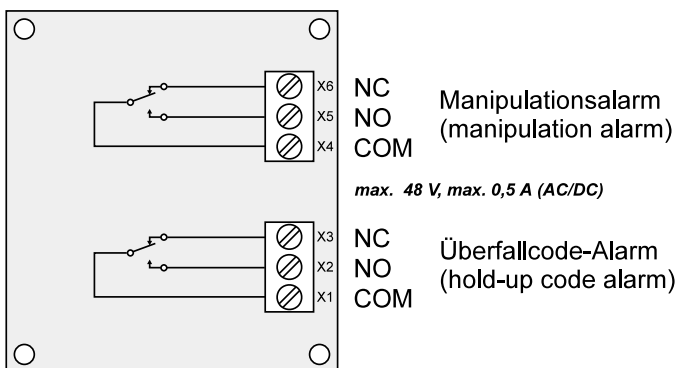 X6 NC
X5 NO
X4 COM
Manipulationsalarm
(manipulation alarm)
max. 48 V, max. 0,5 A (AC/DC)
X3 NC
X2 NO
X1 COM
Überfallcode-Alarm
(hold-up code alarm)